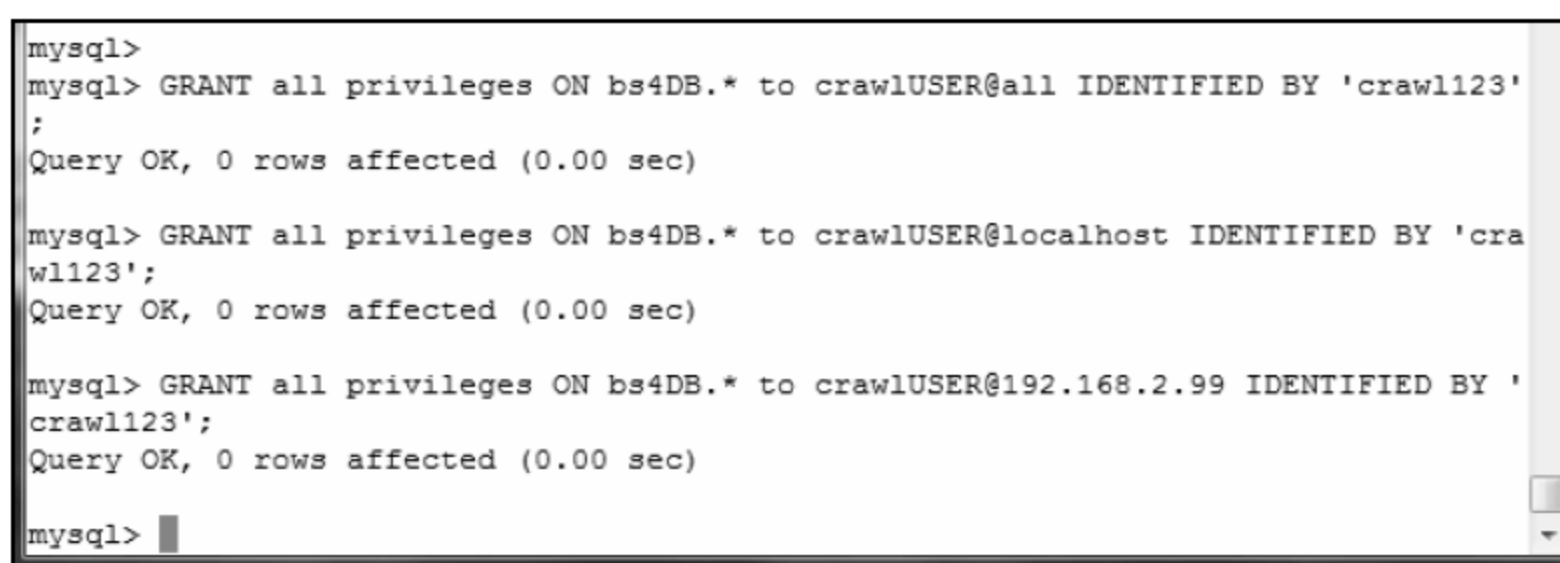 mysql>
mysql> GRANT all privileges ON bs4DB.* to crawlUSER@all IDENTIFIED BY 'crawl123'
;
Query OK, 0 rows affected (0.00 sec)
mysql> GRANT all privileges ON bs4DB.* to crawlUSER@localhost IDENTIFIED BY 'cra
wl123';
Query OK, 0 rows affected (0.00 sec)
mysql> GRANT all privileges ON bs4DB.* to crawlUSER@192.168.2.99 IDENTIFIED BY '
crawl123';
Query OK, 0 rows affected (0.00 sec)
mysql>